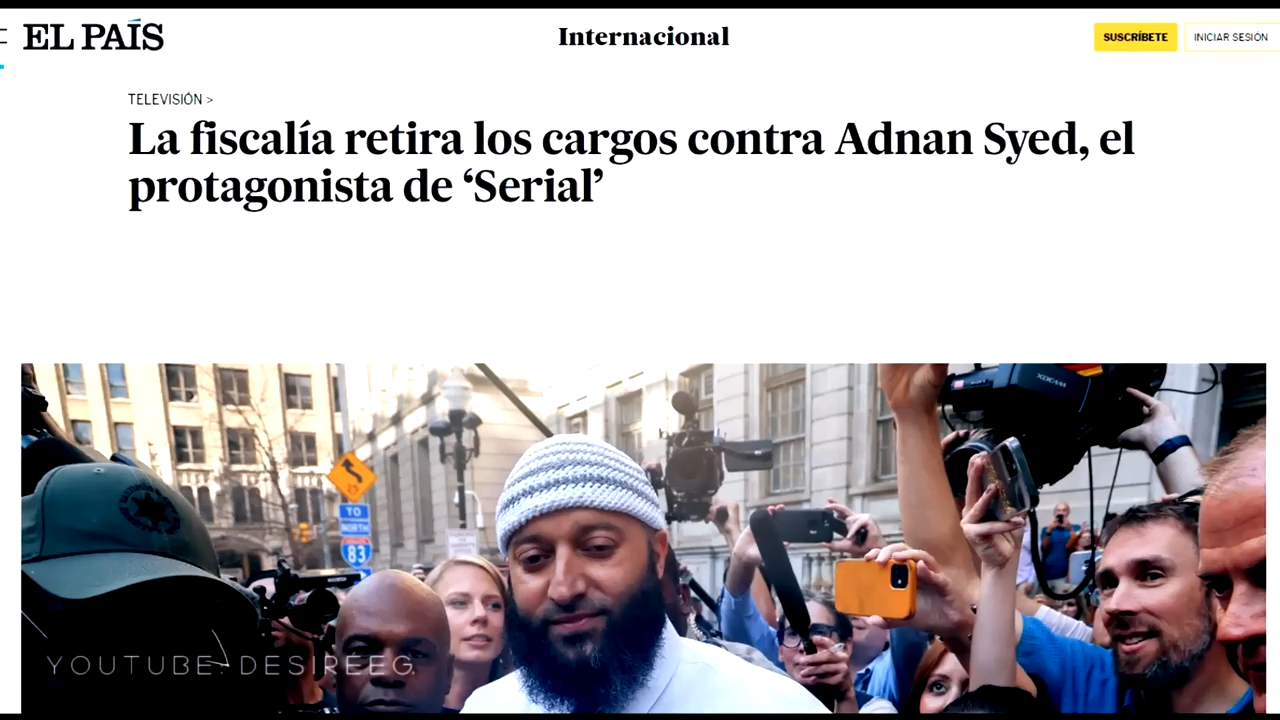 EL PAÍS
Internacional
SUSCRÍBETE
INICIAR SESIÓN
TELEVISIÓN >
La fiscalía retira los cargos contra Adnan Syed, el
protagonista de ‘Serial’
XDCAM
TO
NORTH
83
YOUTUBE: DESIREEG.